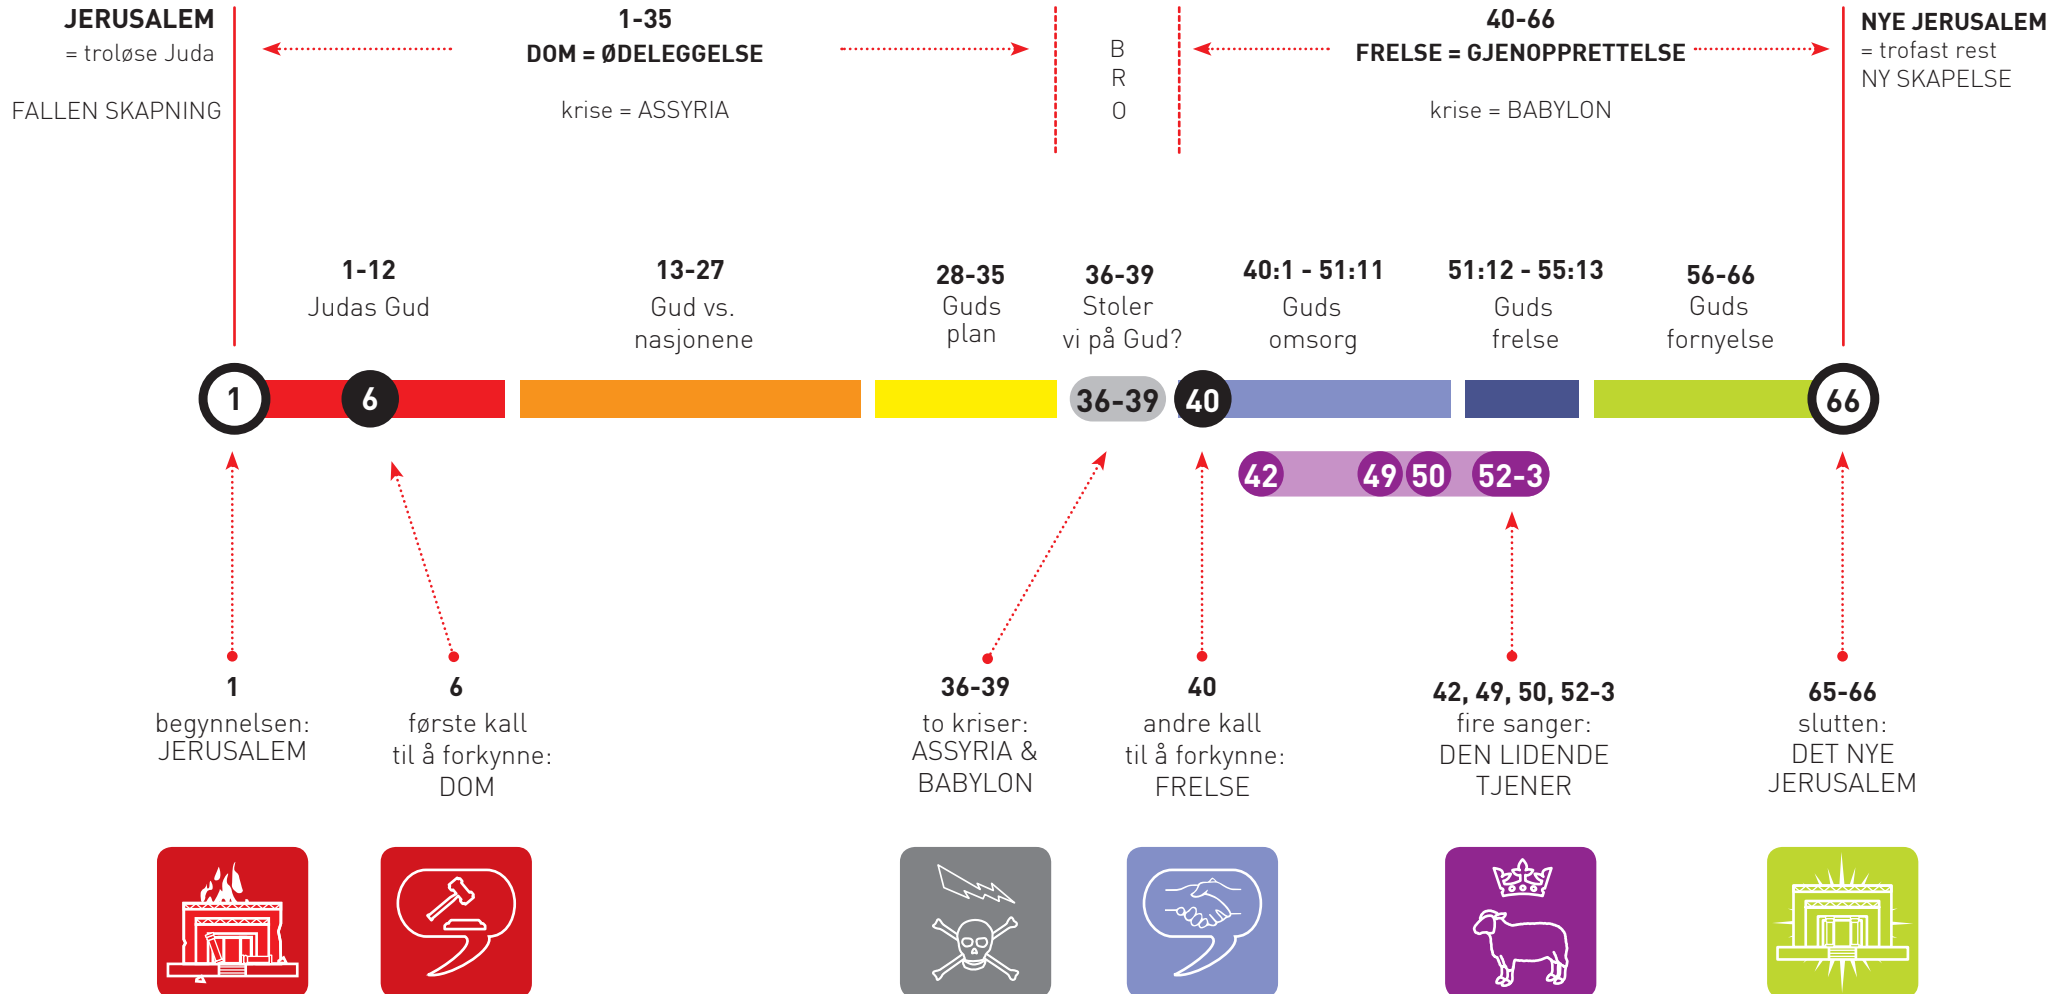 JERUSALEM
= troløse Juda
FALLEN SKAPNING
1-35
DOM = ØDELEGGELSE
krise = ASSYRIA
B
R
O
40-66
FRELSE = GJENOPPRETTELSE
krise = BABYLON
NYE JERUSALEM
= trofast rest
NY SKAPELSE
1-12
Judas Gud
13-27
Gud vs.
nasjonene
28-35
Guds
plan
36-39
Stoler
vi på Gud?
40:1 - 51:11
Guds
omsorg
51:12 - 55:13
Guds
frelse
56-66
Guds
fornyelse
1
6
36-39
40
66
42
49
50
52-3
1
begynnelsen:
JERUSALEM
6
første kall
til å forkynne:
DOM
36-39
to kriser:
ASSYRIA &
BABYLON
40
andre kall
til å forkynne:
FRELSE
42, 49, 50, 52-3
fire sanger:
DEN LIDENDE
TJENER
65-66
slutten:
DET NYE
JERUSALEM